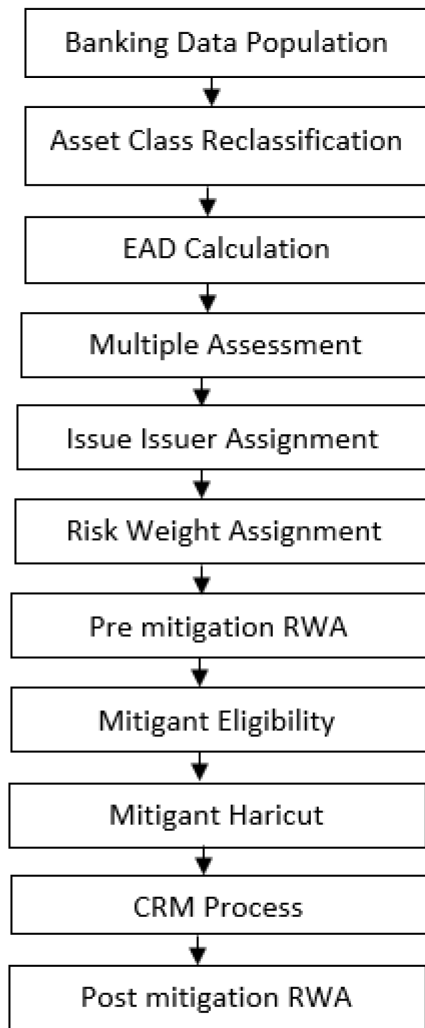 Banking Data Population
Asset Class Reclassification
EAD Calculation
Multiple Assessment
Issue Issuer Assignment
Risk Weight Assignment
Pre mitigation RWA
Mitigant Eligibility
Mitigant Haricut
CRM Process
Post mitigation RWA